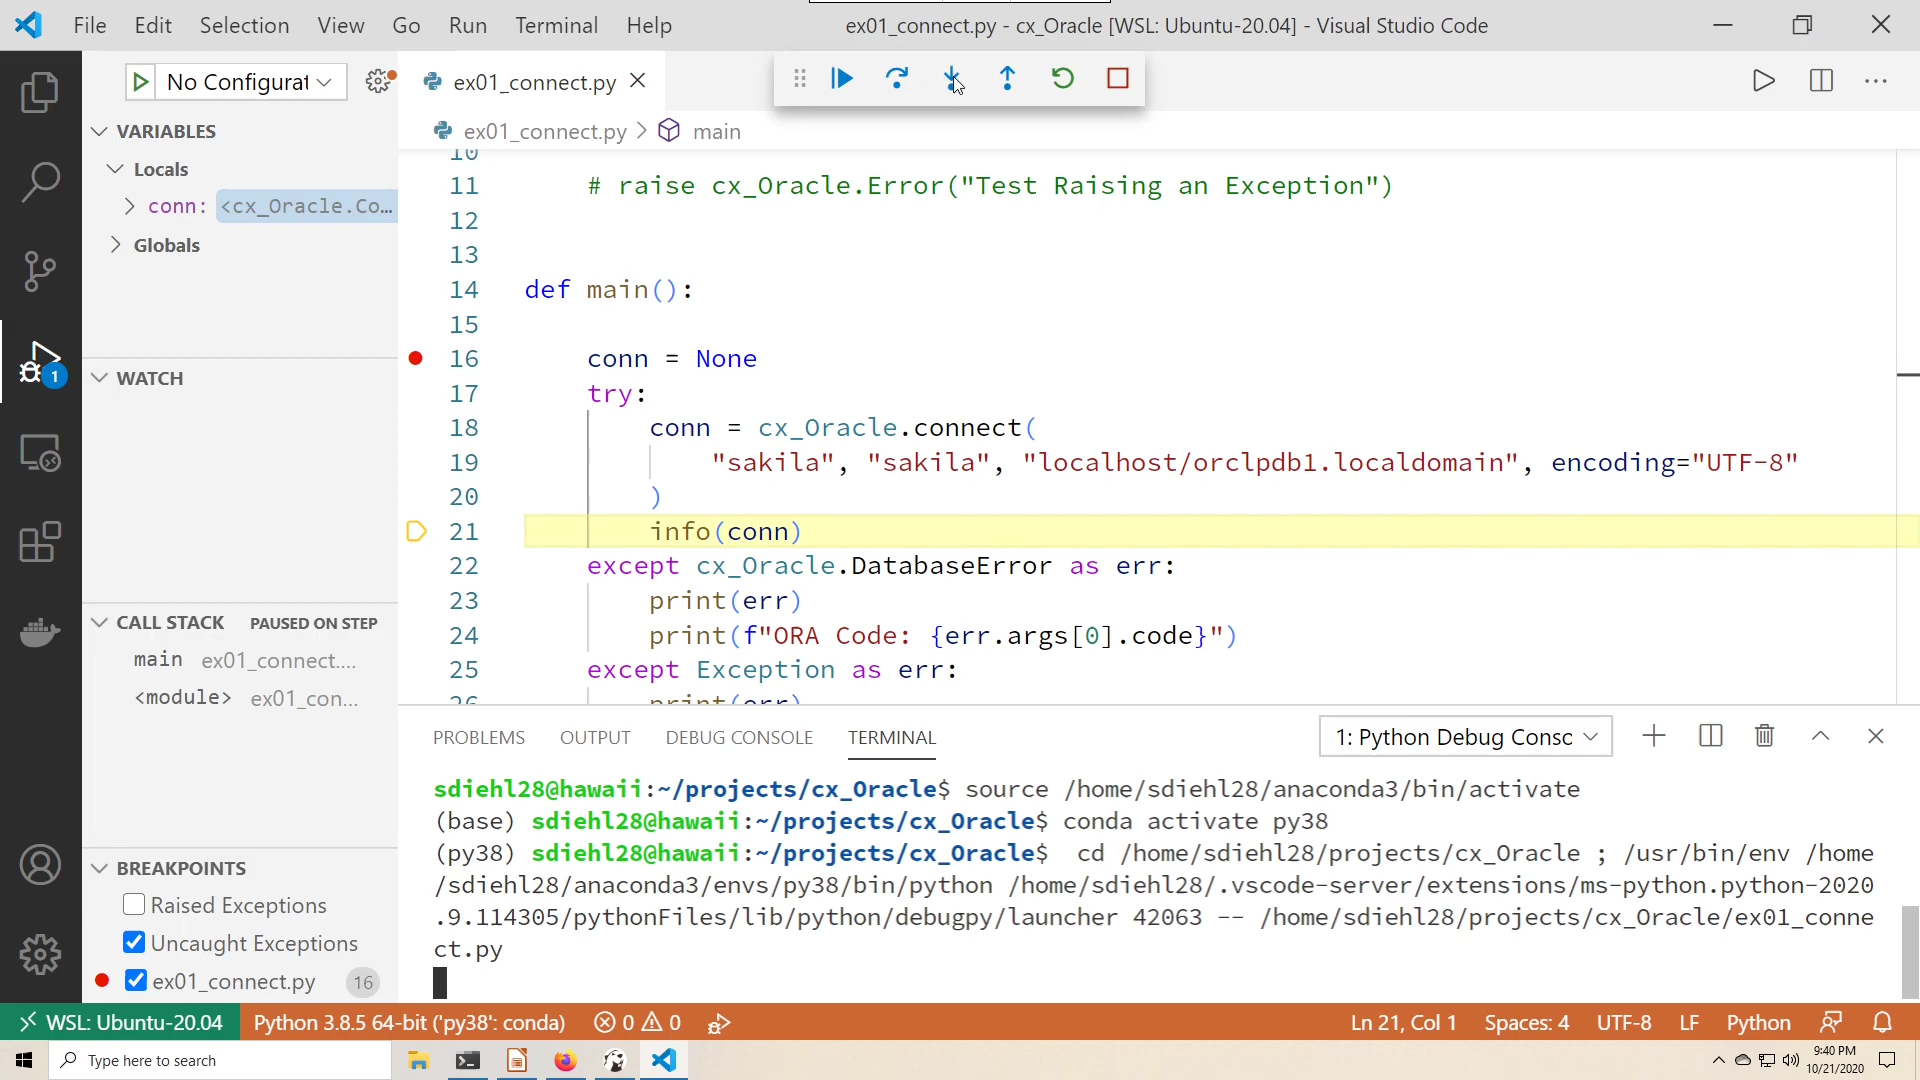 File Edit Selection View Go Run Terminal Help
ex01_connect.py - cx_Oracle [WSL: Ubuntu-20.04] - Visual Studio Code
No Configurat
ex01_connect.py
ex01_connect.py > main
VARIABLES
Locals
conn: <cx_Oracle.Co…
Globals
WATCH
CALL STACK PAUSED ON STEP
main ex01_connect....
<module> ex01_con...
BREAKPOINTS
Raised Exceptions
Uncaught Exceptions
ex01_connect.py 16
1
10
11 # raise cx_Oracle.Error("Test Raising an Exception")
12
13
14 def main():
15
16 conn = None
17 try:
18 conn = cx_Oracle.connect(
19 "sakila", "sakila", "localhost/orclpdb1.localdomain", encoding="UTF-8"
20 )
21 info(conn)
22 except cx_Oracle.DatabaseError as err:
23 print(err)
24 print(f"ORA Code: {err.args[0].code}")
25 except Exception as err:
26 print(err)
PROBLEMS OUTPUT DEBUG CONSOLE TERMINAL
1: Python Debug Consc
sdiehl28@hawaii:~/projects/cx_Oracle$ source /home/sdiehl28/anaconda3/bin/activate
(base) sdiehl28@hawaii:~/projects/cx_Oracle$ conda activate py38
(py38) sdiehl28@hawaii:~/projects/cx_Oracle$ cd /home/sdiehl28/projects/cx_Oracle ; /usr/bin/env /home
/sdiehl28/anaconda3/envs/py38/bin/python /home/sdiehl28/.vscode-server/extensions/ms-python.python-2020
.9.114305/pythonFiles/lib/python/debugpy/launcher 42063 -- /home/sdiehl28/projects/cx_Oracle/ex01_conne
ct.py
WSL: Ubuntu-20.04 Python 3.8.5 64-bit ('py38': conda) 0 0 Ln 21, Col 1 Spaces: 4 UTF-8 LF Python
Type here to search
9:40 PM
10/21/2020